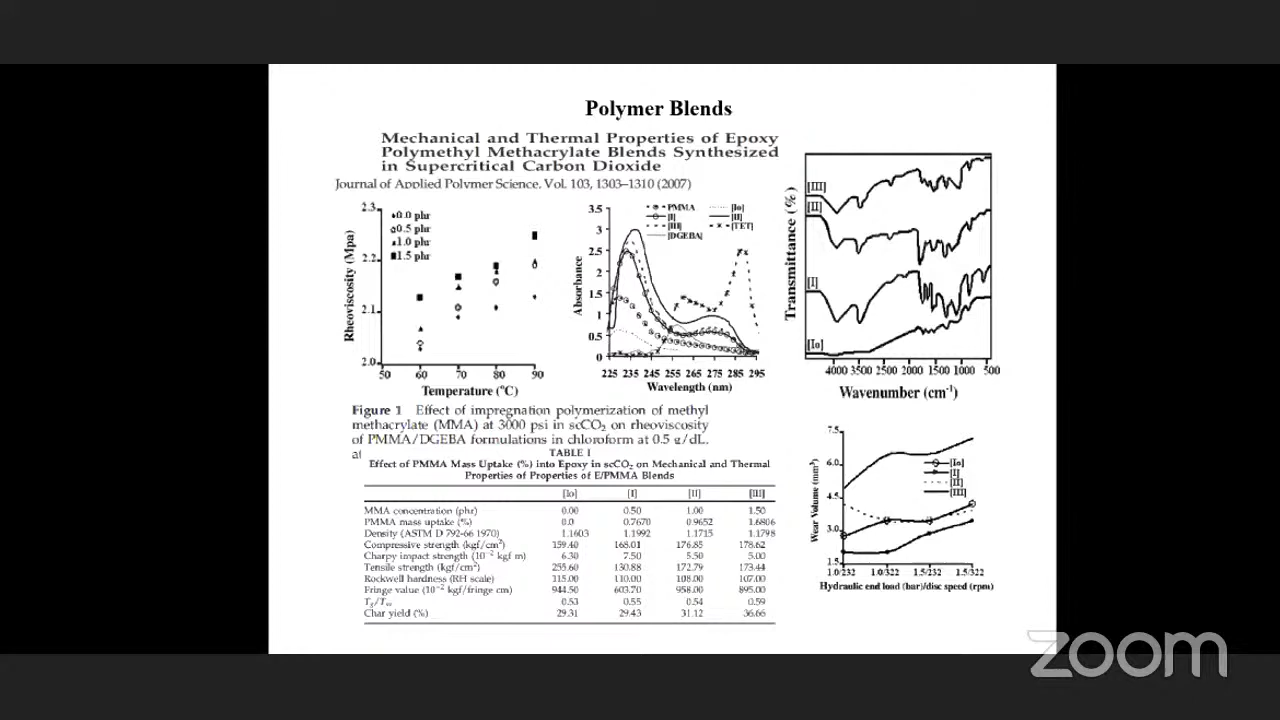 Polymer Blends
Mechanical and Thermal Properties of Epoxy
Polymethyl Methacrylate Blends Synthesized
in Supercritical Carbon Dioxide
Journal of Applied Polymer Science, Vol. 103, 1303–1310 (2007)
2.3
2.2
2.1
2.0
Rheoviscosity (Mpa)
0.0 phr
0.5 phr
1.0 phr
1.5 phr
50 60 70 80 90
Temperature (°C)
3.5
3
2.5
2
1.5
1
0.5
0
Absorbance
PMMA [Io]
[I] [II]
[III] [TET]
[DGEBA]
225 235 245 255 265 275 285 295
Wavelength (nm)
Transmittance (%)
[III]
[II]
[I]
[Io]
4000 3500 2500 2000 1500 1000 500
Wavenumber (cm-1)
Figure 1 Effect of impregnation polymerization of methyl
methacrylate (MMA) at 3000 psi in scCO2 on rheoviscosity
of PMMA/DGEBA formulations in chloroform at 0.5 g/dL,
TABLE I
Effect of PMMA Mass Uptake (%) into Epoxy in scCO2 on Mechanical and Thermal
Properties of Properties of E/PMMA Blends
[Io] [I] [II] [III]
MMA concentration (phr) 0.00 0.50 1.00 1.50
PMMA mass uptake (%) 0.0 0.7670 0.9652 1.6806
Density (ASTM D 792-66 1970) 1.1603 1.1992 1.1715 1.1798
Compressive strength (kgf/cm2) 159.40 168.01 176.85 178.62
Charpy impact strength (10-2 kgf m) 6.30 7.50 5.50 5.00
Tensile strength (kgf/cm2) 255.60 130.88 172.79 173.44
Rockwell hardness (RH scale) 115.00 110.00 108.00 107.00
Fringe value (10-2 kgf/fringe cm) 944.50 603.70 958.00 895.00
0.53 0.55 0.54 0.59
Char yield (%) 29.31 29.43 31.12 36.66
7.5
6.0
4.5
3.0
1.5
Wear Volume (mm3)
[Io]
[I]
[II]
[III]
1.0/232 1.0/322 1.5/232 1.5/322
Hydraulic end load (bar)/disc speed (rpm)
zoom